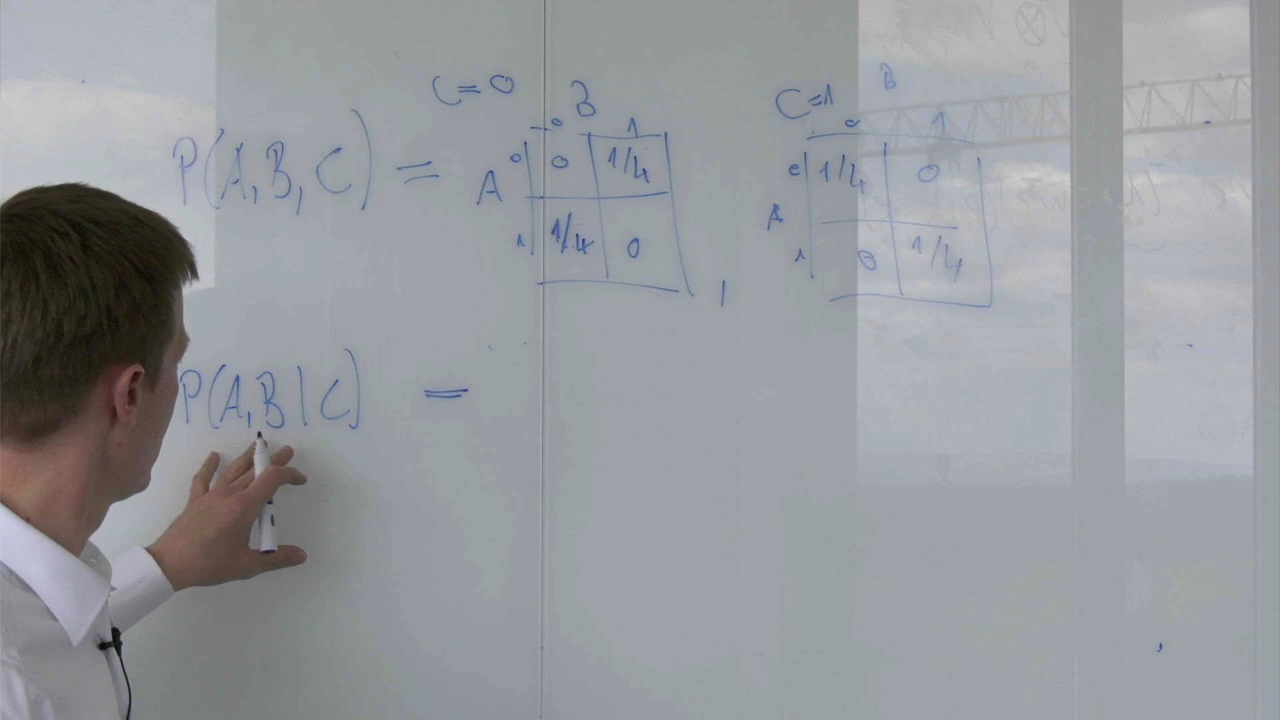 C=0 B C=1 B
0 1 0 1
P(A,B,C) = A 0 0 1/4 0 1/4 0
A
1 1/4 0 , 1 0 1/4
P(A,B|C) =